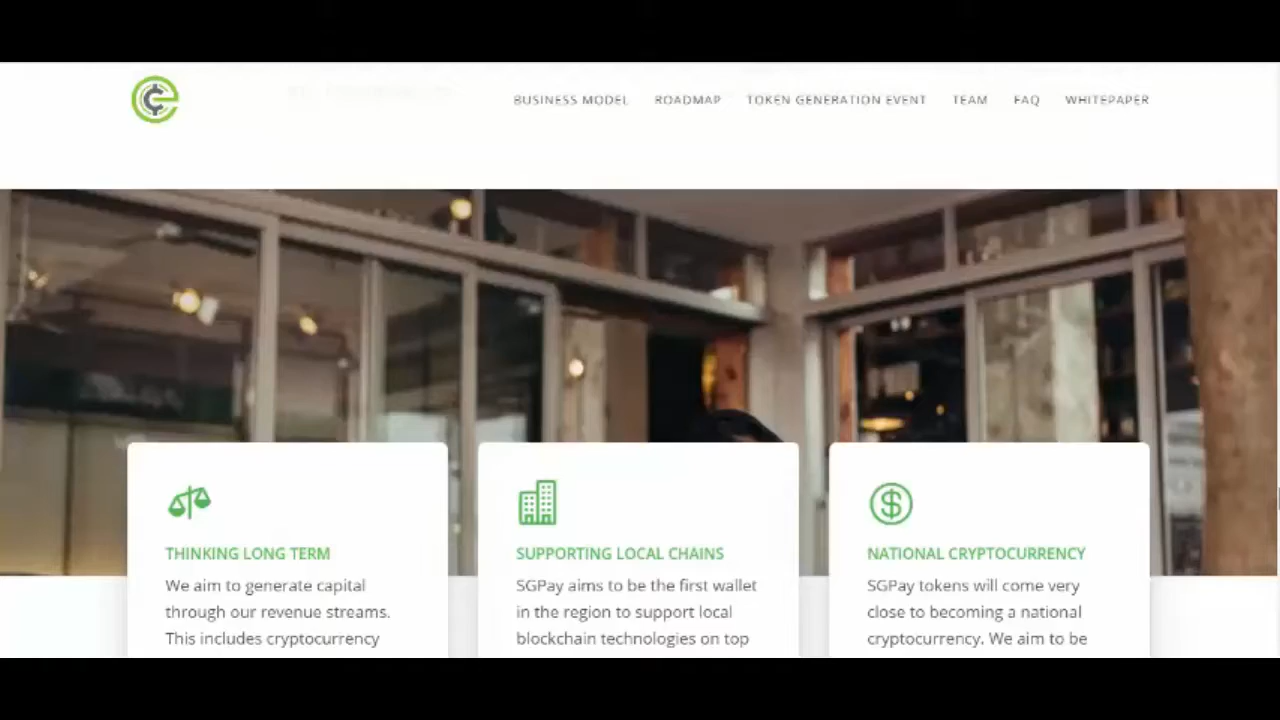 BUSINESS MODEL ROADMAP TOKEN GENERATION EVENT TEAM FAQ WHITEPAPER
THINKING LONG TERM
We aim to generate capital
through our revenue streams.
This includes cryptocurrency
SUPPORTING LOCAL CHAINS
SGPay aims to be the first wallet
in the region to support local
blockchain technologies on top
NATIONAL CRYPTOCURRENCY
SGPay tokens will come very
close to becoming a national
cryptocurrency. We aim to be